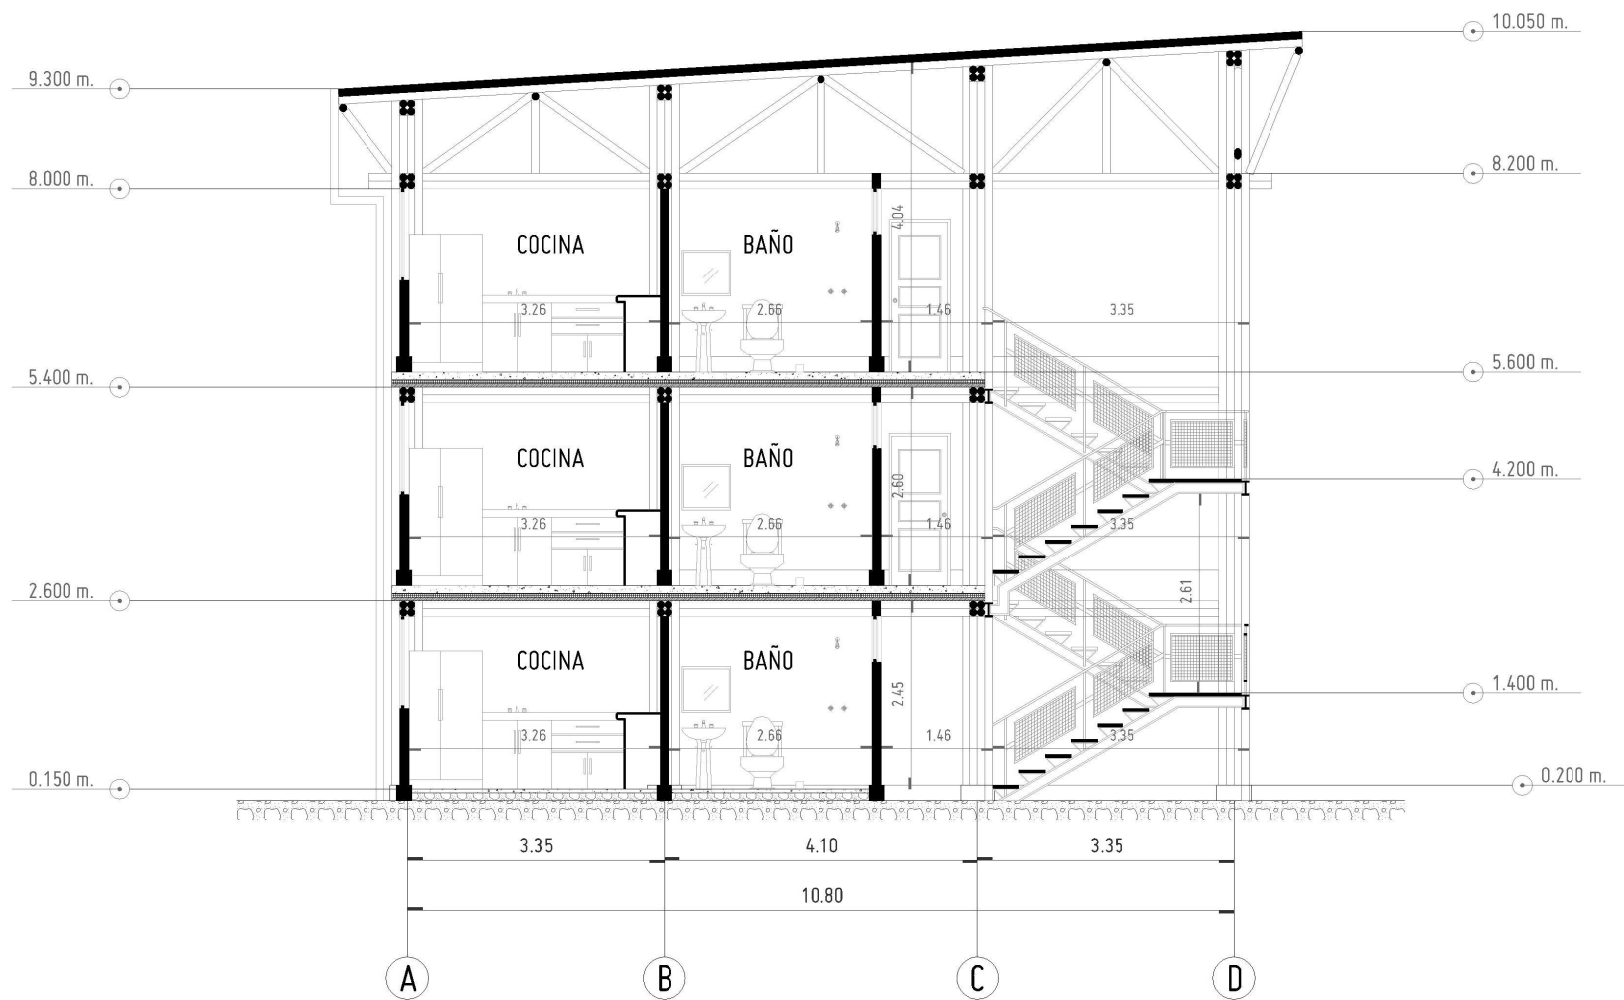 10.050 m.
9.300 m.
8.000 m.
8.200 m.
COCINA
BAÑO
4.04
3.26
2.66
1.46
3.35
5.400 m.
5.600 m.
COCINA
BAÑO
4.200 m.
2.60
3.26
2.66
1.46
3.35
2.600 m.
2.61
COCINA
BAÑO
2.45
1.400 m.
3.26
2.66
1.46
3.35
0.150 m.
0.200 m.
3.35
4.10
3.35
10.80
A
B
C
D